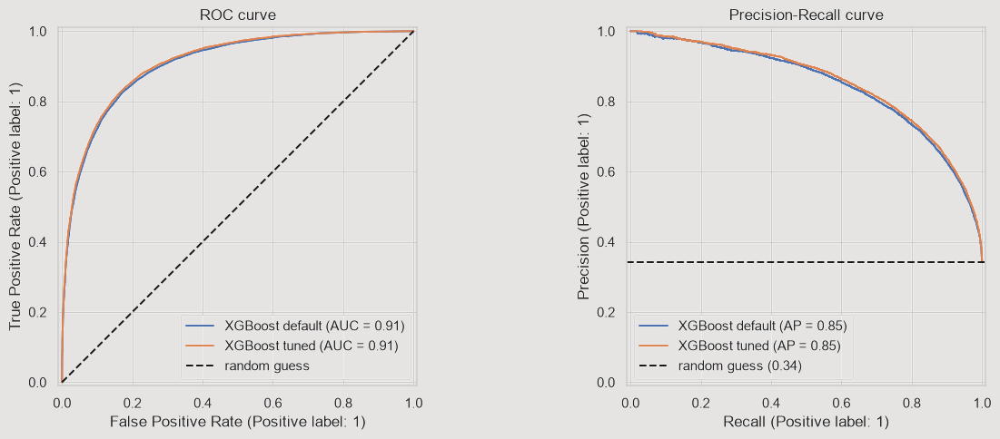 ROC curve
True Positive Rate (Positive label: 1)
1.0
0.8
0.6
0.4
0.2
0.0
XGBoost default (AUC = 0.91)
XGBoost tuned (AUC = 0.91)
random guess
0.0 0.2 0.4 0.6 0.8 1.0
False Positive Rate (Positive label: 1)
Precision-Recall curve
Precision (Positive label: 1)
1.0
0.8
0.6
0.4
0.2
0.0
XGBoost default (AP = 0.85)
XGBoost tuned (AP = 0.85)
random guess (0.34)
0.0 0.2 0.4 0.6 0.8 1.0
Recall (Positive label: 1)